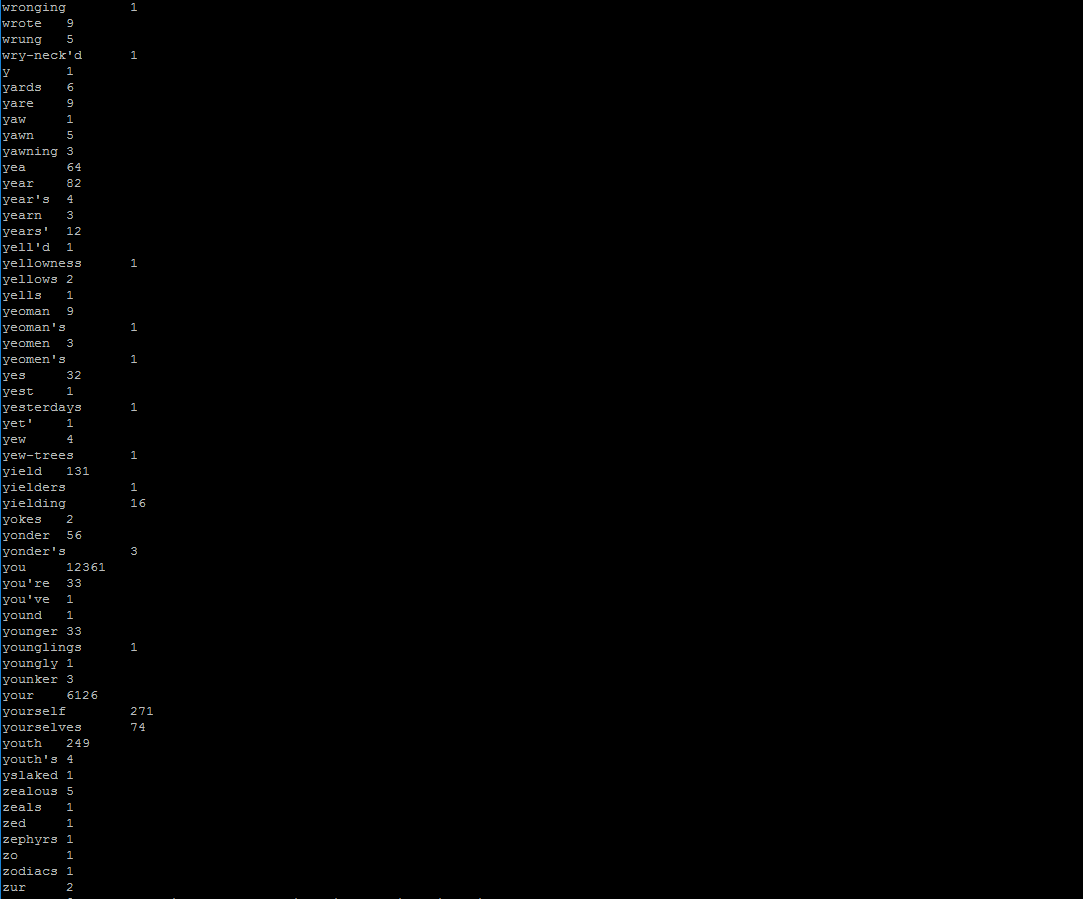 wronging 1
wrote 9
wrung 5
wry-neck'd 1
y 1
yards 6
yare 9
yaw 1
yawn 5
yawning 3
yea 64
year 82
year's 4
yearn 3
years' 12
yell'd 1
yellowness 1
yellows 2
yells 1
yeoman 9
yeoman's 1
yeomen 3
yeomen's 1
yes 32
yest 1
yesterdays 1
yet' 1
yew 4
yew-trees 1
yield 131
yielders 1
yielding 16
yokes 2
yonder 56
yonder's 3
you 12361
you're 33
you've 1
yound 1
younger 33
younglings 1
youngly 1
younker 3
your 6126
yourself 271
yourselves 74
youth 249
youth's 4
yslaked 1
zealous 5
zeals 1
zed 1
zephyrs 1
zo 1
zodiacs 1
zur 2